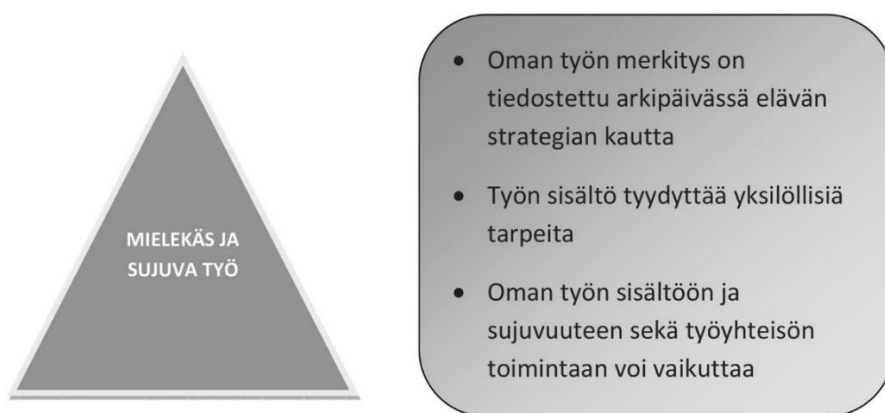 MIELEKÄS JA
SUJUVA TYÖ
• Oman työn merkitys on
tiedostettu arkipäivässä elävän
strategian kautta
• Työn sisältö tyydyttää yksilöllisiä
tarpeita
• Oman työn sisältöön ja
sujuvuuteen sekä työyhteisön
toimintaan voi vaikuttaa